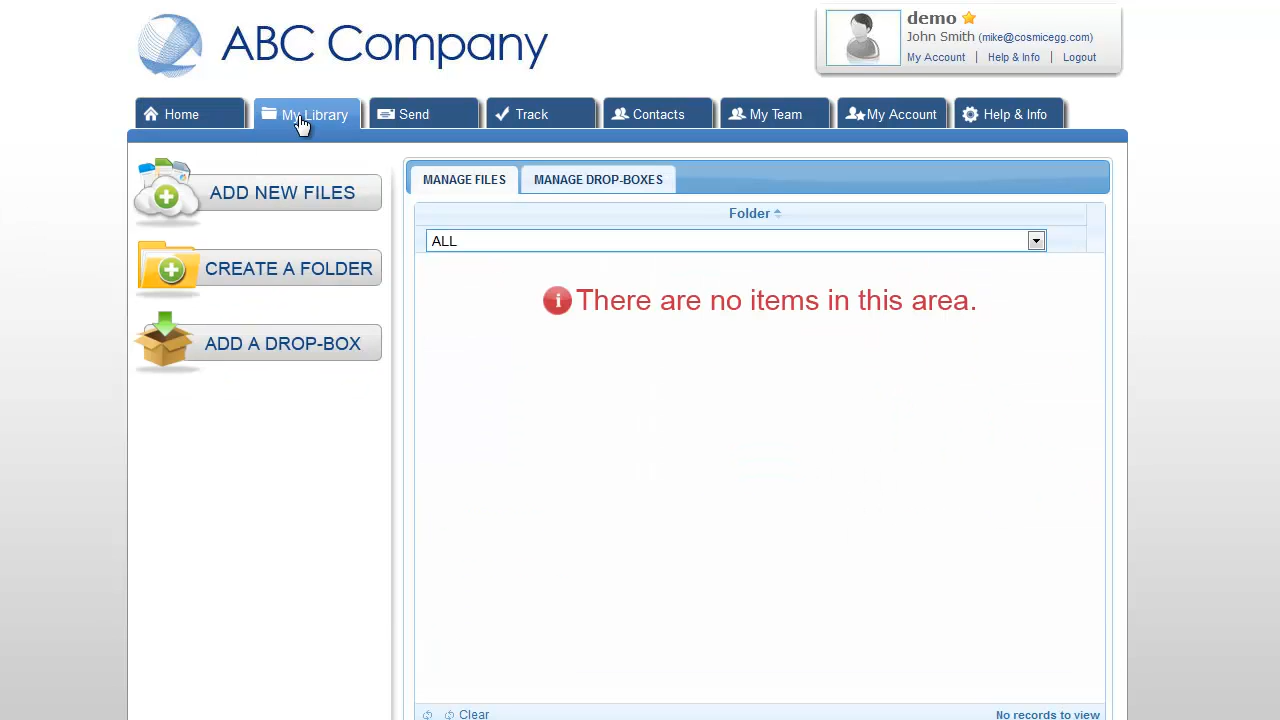 ABC Company
demo
John Smith (mike@cosmicegg.com)
My Account | Help & Info | Logout
Home My Library Send Track Contacts My Team My Account Help & Info
ADD NEW FILES
CREATE A FOLDER
ADD A DROP-BOX
MANAGE FILES MANAGE DROP-BOXES
Folder
ALL
There are no items in this area.
Clear No records to view